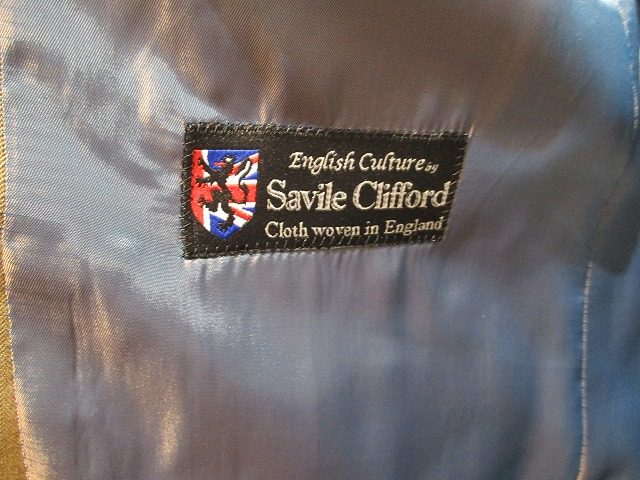 English Culture by
Savile Clifford
Cloth woven in England